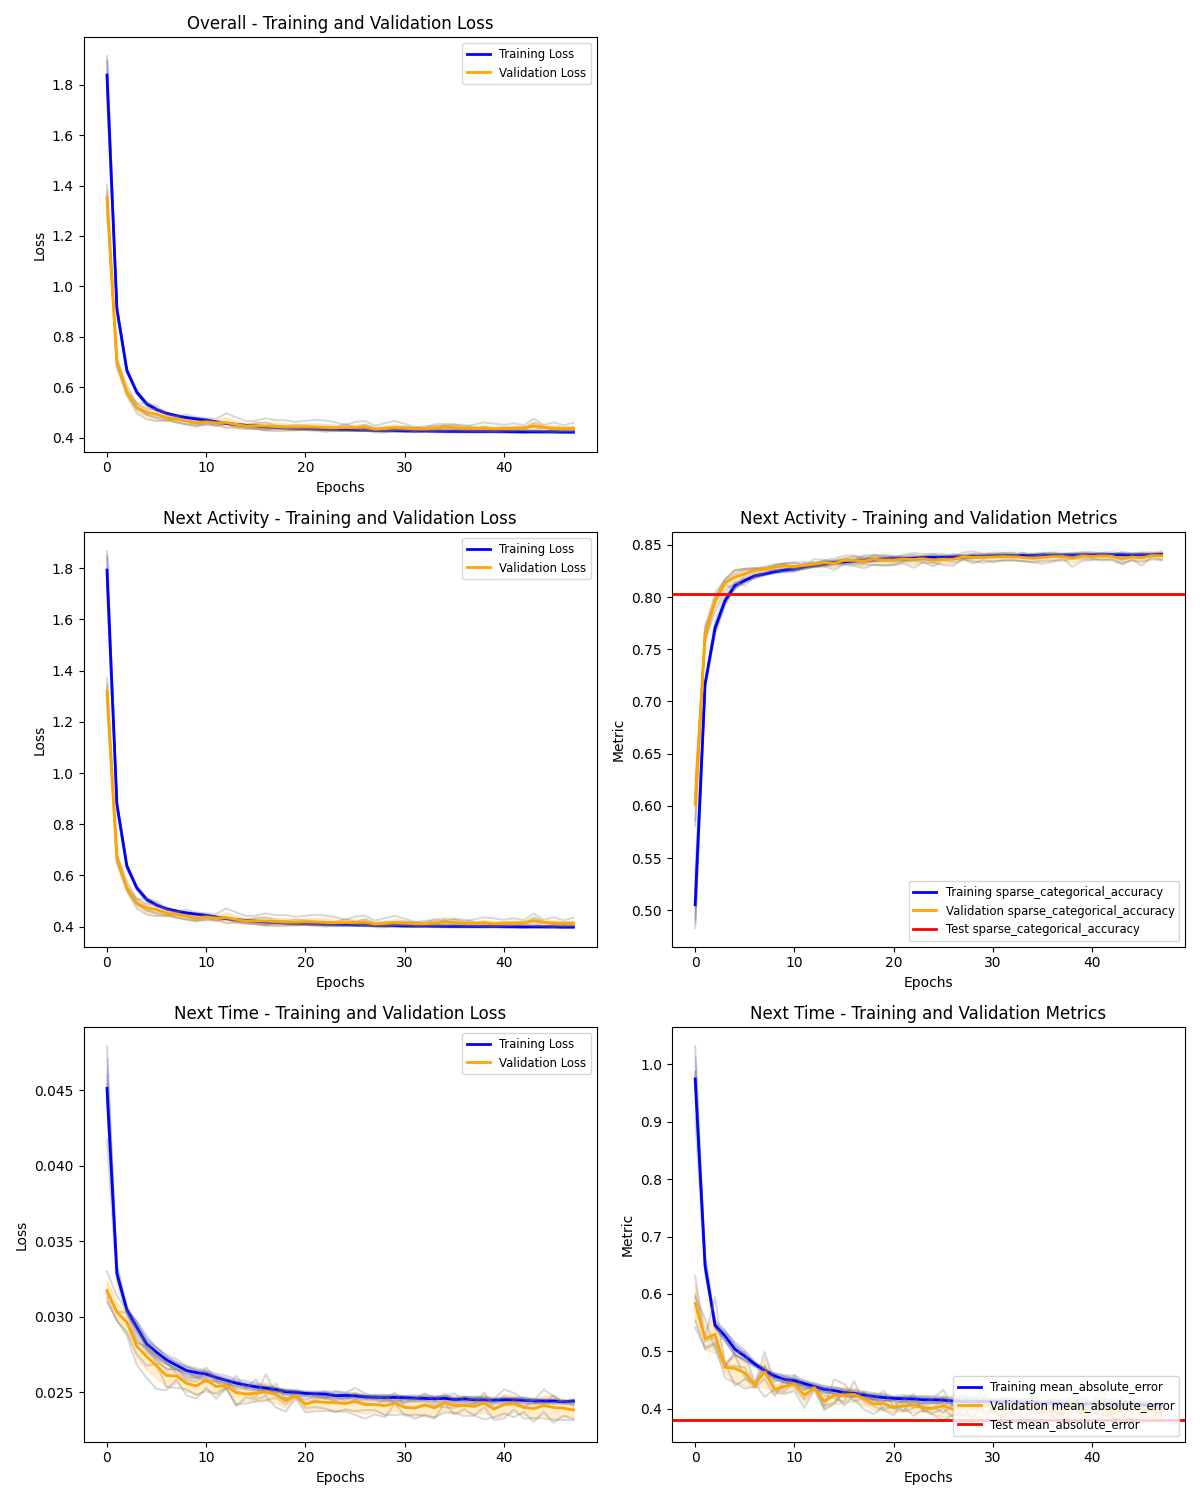 Overall - Training and Validation Loss
Training Loss
Validation Loss
Loss
1.8
1.6
1.4
1.2
1.0
0.8
0.6
0.4
0 10 20 30 40
Epochs
Next Activity - Training and Validation Loss
Training Loss
Validation Loss
Loss
1.8
1.6
1.4
1.2
1.0
0.8
0.6
0.4
0 10 20 30 40
Epochs
Next Activity - Training and Validation Metrics
Metric
0.85
0.80
0.75
0.70
0.65
0.60
0.55
0.50
Training sparse_categorical_accuracy
Validation sparse_categorical_accuracy
Test sparse_categorical_accuracy
0 10 20 30 40
Epochs
Next Time - Training and Validation Loss
Training Loss
Validation Loss
Loss
0.045
0.040
0.035
0.030
0.025
0 10 20 30 40
Epochs
Next Time - Training and Validation Metrics
Metric
1.0
0.9
0.8
0.7
0.6
0.5
0.4
Training mean_absolute_error
Validation mean_absolute_error
Test mean_absolute_error
0 10 20 30 40
Epochs